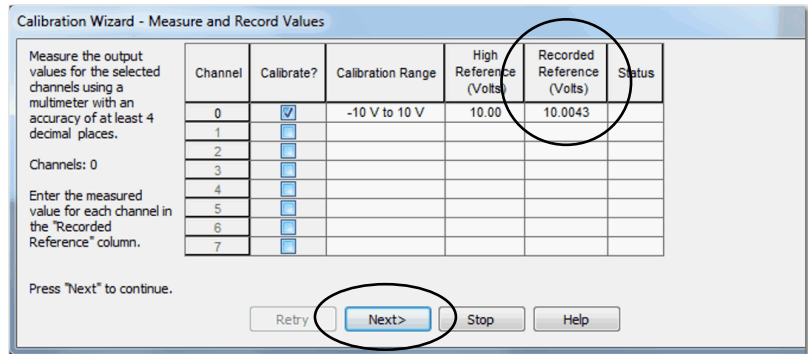 Calibration Wizard - Measure and Record Values
Measure the output
values for the selected
channels using a
multimeter with an
accuracy of at least 4
decimal places.
Channels: 0
Enter the measured
value for each channel in
the "Recorded
Reference" column.
Press "Next" to continue.
Channel Calibrate? Calibration Range High Reference (Volts) Recorded Reference (Volts) Status
0 -10 V to 10 V 10.00 10.0043
1
2
3
4
5
6
7
Retry Next> Stop Help